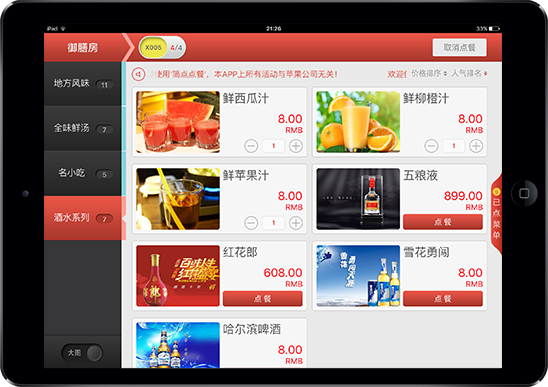 iPad 21:26 33%
御膳房 X005 4/4 取消点餐
使用'简点点餐'，本APP上所有活动与苹果公司无关！ 欢迎 价格排序 人气排名
地方风味 11
全味鲜汤 7
名小吃 5
酒水系列 7
大图
鲜西瓜汁
8.00
RMB
1
鲜柳橙汁
8.00
RMB
1
鲜苹果汁
8.00
RMB
1
五粮液
899.00
RMB
点餐
红花郎
608.00
RMB
点餐
雪花勇闯
8.00
RMB
点餐
哈尔滨啤酒
8.00
RMB
已点菜单